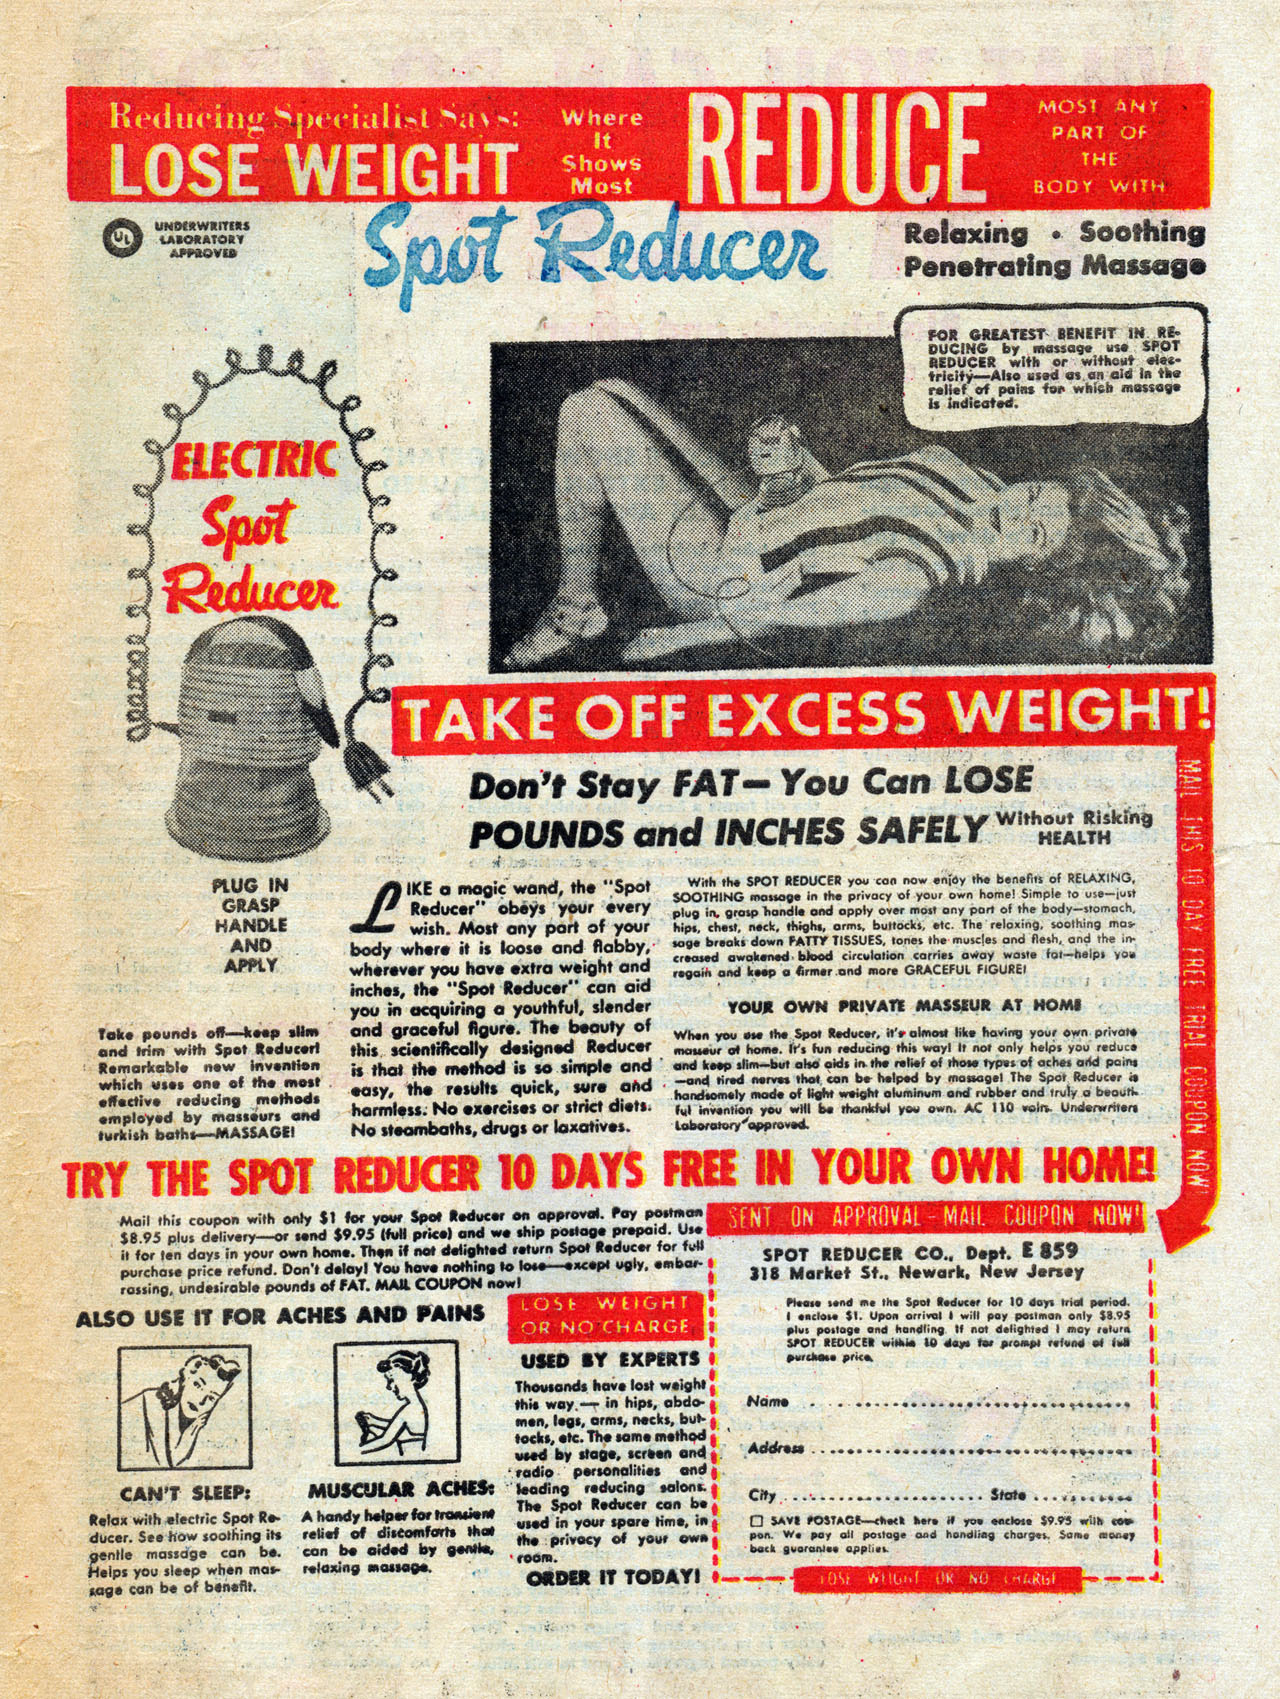 Reducing Specialist Says:
LOSE WEIGHT
Where
It
Shows
Most
REDUCE
MOST ANY
PART OF
THE
BODY WITH
UL
UNDERWRITERS
LABORATORY
APPROVED
Spot Reducer
Relaxing • Soothing
Penetrating Massage
FOR GREATEST BENEFIT IN RE-
DUCING by massage use SPOT
REDUCER with or without elec-
tricity—Also used as an aid in the
relief of pains for which massage
is indicated.
ELECTRIC
Spot
Reducer
PLUG IN
GRASP
HANDLE
AND
APPLY
Take pounds off—keep slim
and trim with Spot Reducer!
Remarkable new invention
which uses one of the most
effective reducing methods
employed by masseurs and
turkish baths—MASSAGE!
TAKE OFF EXCESS WEIGHT!
Don't Stay FAT—You Can LOSE
POUNDS and INCHES SAFELY Without Risking
HEALTH
LIKE a magic wand, the "Spot
Reducer" obeys your every
wish. Most any part of your
body where it is loose and flabby,
wherever you have extra weight and
inches, the "Spot Reducer" can aid
you in acquiring a youthful, slender
and graceful figure. The beauty of
this scientifically designed Reducer
is that the method is so simple and
easy, the results quick, sure and
harmless. No exercises or strict diets.
No steambaths, drugs or laxatives.
With the SPOT REDUCER you can now enjoy the benefits of RELAXING,
SOOTHING massage in the privacy of your own home! Simple to use—just
plug in, grasp handle and apply over most any part of the body—stomach,
hips, chest, neck, thighs, arms, buttocks, etc. The relaxing, soothing mas-
sage breaks down FATTY TISSUES, tones the muscles and flesh, and the in-
creased awakened blood circulation carries away waste fat—helps you
regain and keep a firmer and more GRACEFUL FIGURE!
YOUR OWN PRIVATE MASSEUR AT HOME
When you use the Spot Reducer, it's almost like having your own private
masseur at home. It's fun reducing this way! It not only helps you reduce
and keep slim—but also aids in the relief of those types of aches and pains
—and tired nerves that can be helped by massage! The Spot Reducer is
handsomely made of light weight aluminum and rubber and truly a beauti-
ful invention you will be thankful you own. AC 110 volts. Underwriters
Laboratory approved.
MAIL THIS 10 DAY FREE TRIAL COUPON NOW!
TRY THE SPOT REDUCER 10 DAYS FREE IN YOUR OWN HOME!
Mail this coupon with only $1 for your Spot Reducer on approval. Pay postman
$8.95 plus delivery—or send $9.95 (full price) and we ship postage prepaid. Use
it for ten days in your own home. Then if not delighted return Spot Reducer for full
purchase price refund. Don't delay! You have nothing to lose—except ugly, embar-
rassing, undesirable pounds of FAT. MAIL COUPON now!
ALSO USE IT FOR ACHES AND PAINS
CAN'T SLEEP:
Relax with electric Spot Re-
ducer. See how soothing its
gentle massage can be.
Helps you sleep when mas-
sage can be of benefit.
MUSCULAR ACHES:
A handy helper for transient
relief of discomforts that
can be aided by gentle,
relaxing massage.
LOSE WEIGHT
OR NO CHARGE
USED BY EXPERTS
Thousands have lost weight
this way — in hips, abdo-
men, legs, arms, necks, but-
tocks, etc. The same method
used by stage, screen and
radio personalities and
leading reducing salons.
The Spot Reducer can be
used in your spare time, in
the privacy of your own
room.
ORDER IT TODAY!
SENT ON APPROVAL—MAIL COUPON NOW!
SPOT REDUCER CO., Dept. E 859
318 Market St., Newark, New Jersey
Please send me the Spot Reducer for 10 days trial period.
I enclose $1. Upon arrival I will pay postman only $8.95
plus postage and handling. If not delighted I may return
SPOT REDUCER within 10 days for prompt refund of full
purchase price.
Name
Address
City State
SAVE POSTAGE—check here if you enclose $9.95 with cou-
pon. We pay all postage and handling charges. Same money
back guarantee applies.
LOSE WEIGHT OR NO CHARGE